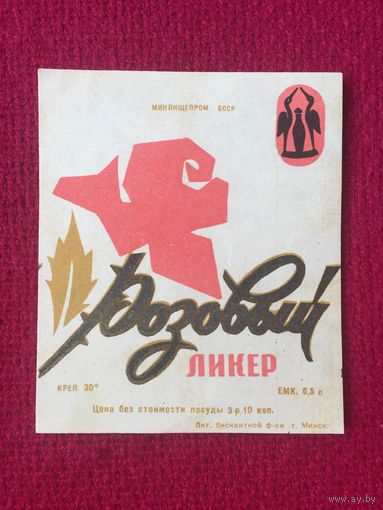 МИНПИЩЕПРОМ БССР
Розовый
ЛИКЕР
КРЕП. 30° ЕМК. 0,5 л
Цена без стоимости посуды 3 р. 10 коп.
Лит. бисквитной ф-ки г. Минск
www.ay.by